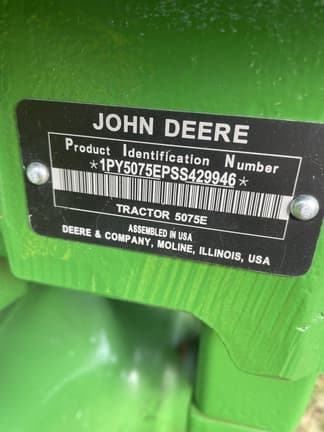 JOHN DEERE
Product Identification Number
*1PY5075EPSS429946*
TRACTOR 5075E
ASSEMBLED IN USA
DEERE & COMPANY, MOLINE, ILLINOIS, USA